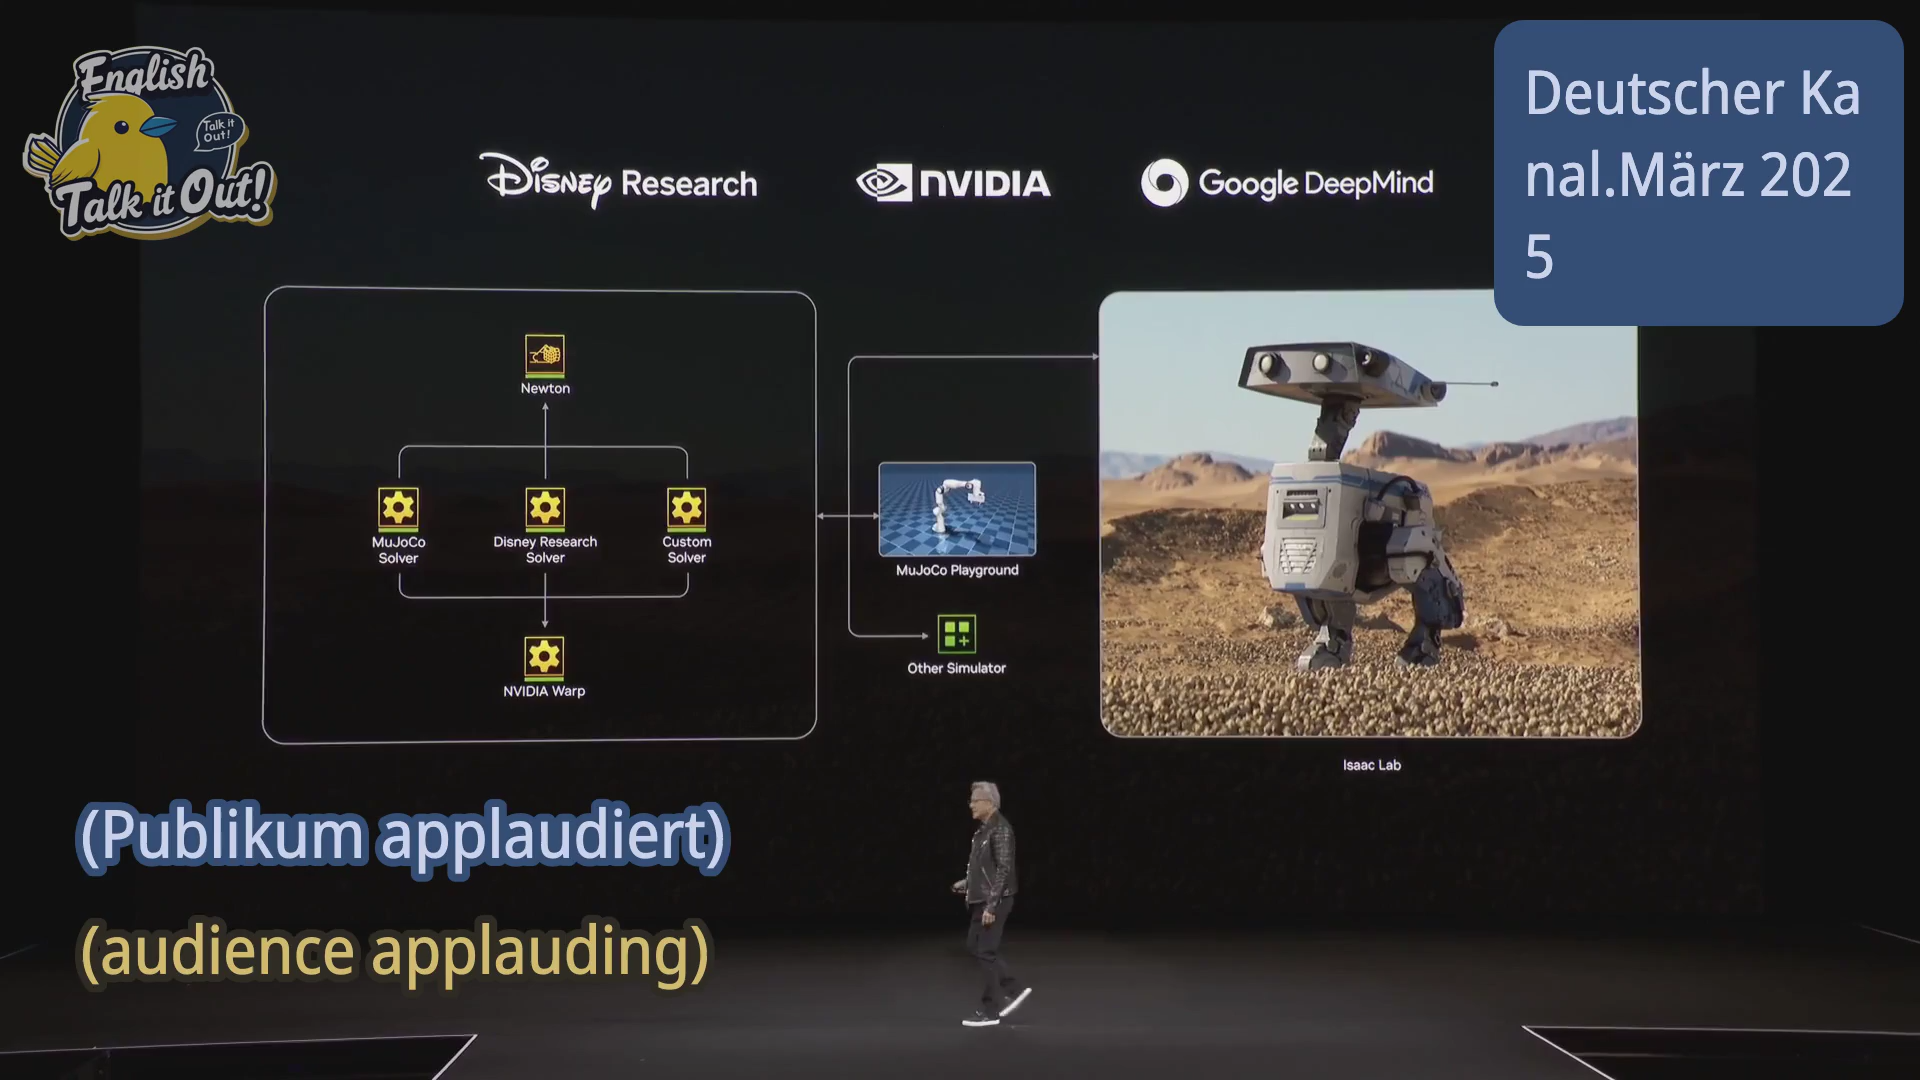 English
Talk it
Out!
Talk it Out!
Deutscher Ka
nal.März 202
5
Disney Research
NVIDIA
Google DeepMind
Newton
MuJoCo
Solver
Disney Research
Solver
Custom
Solver
NVIDIA Warp
MuJoCo Playground
Other Simulator
Isaac Lab
(Publikum applaudiert)
(audience applauding)